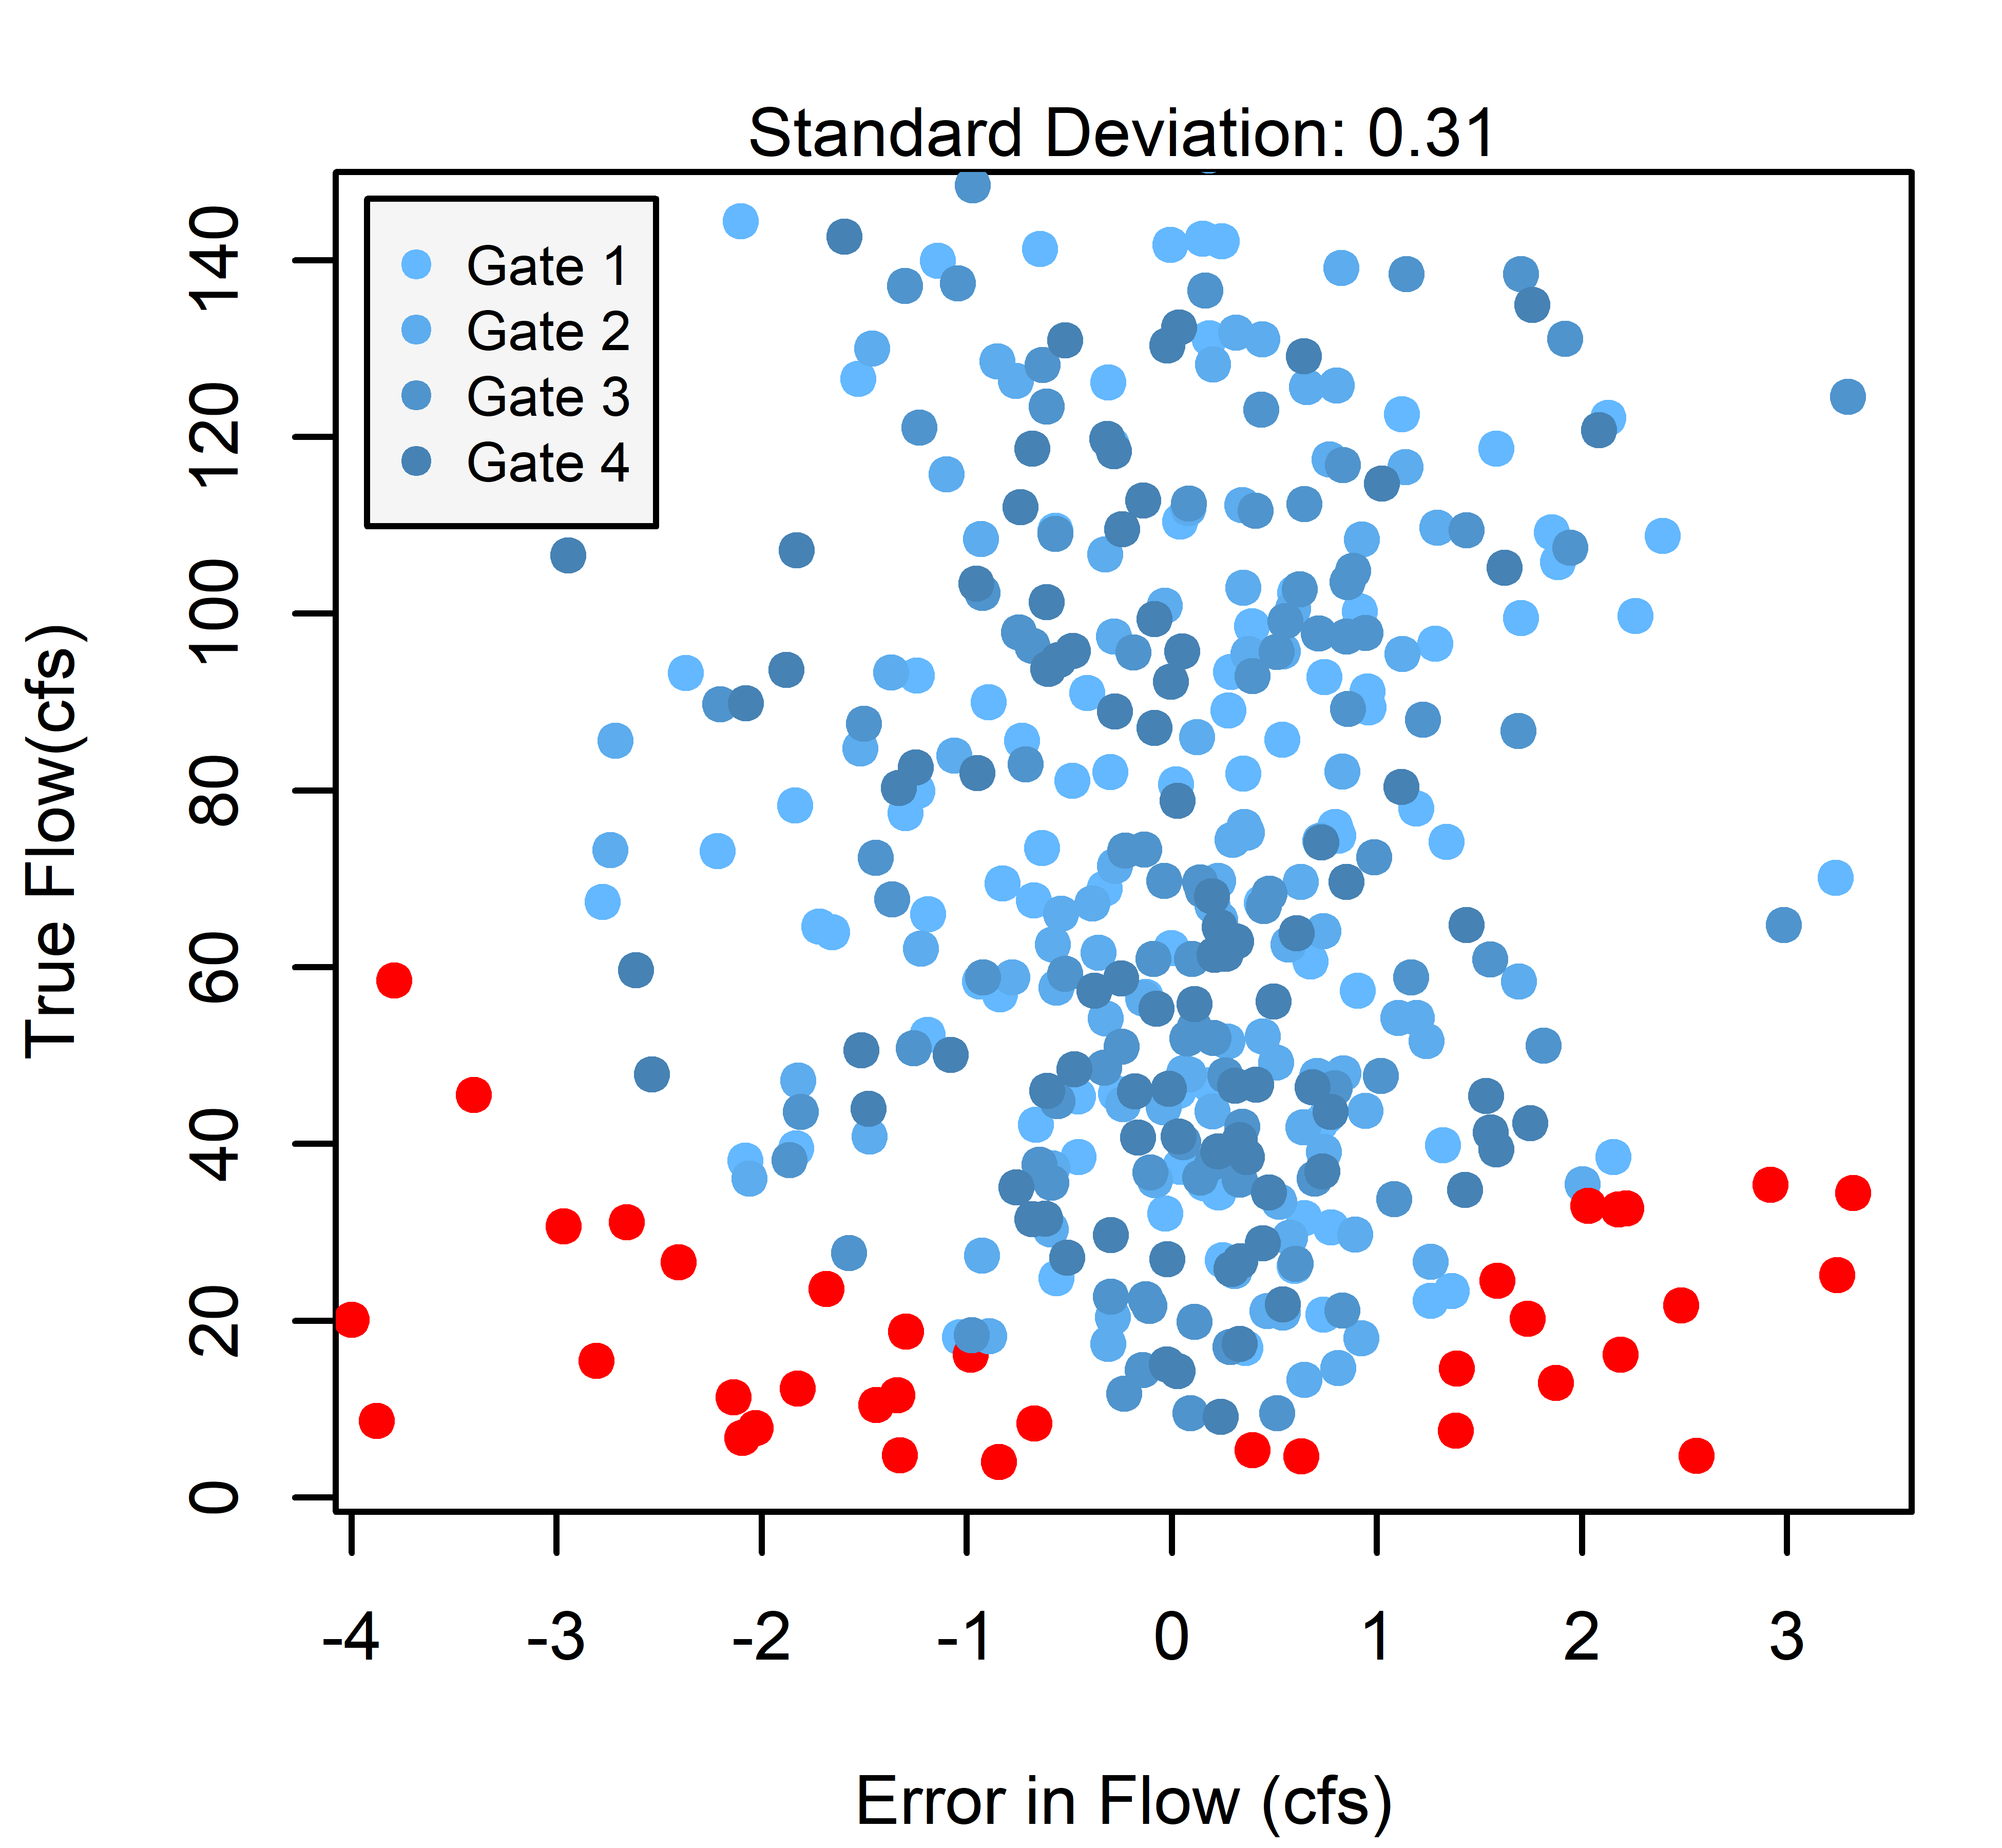 Standard Deviation: 0.31
Gate 1
Gate 2
Gate 3
Gate 4
True Flow(cfs)
140
120
100
80
60
40
20
0
-4 -3 -2 -1 0 1 2 3
Error in Flow (cfs)